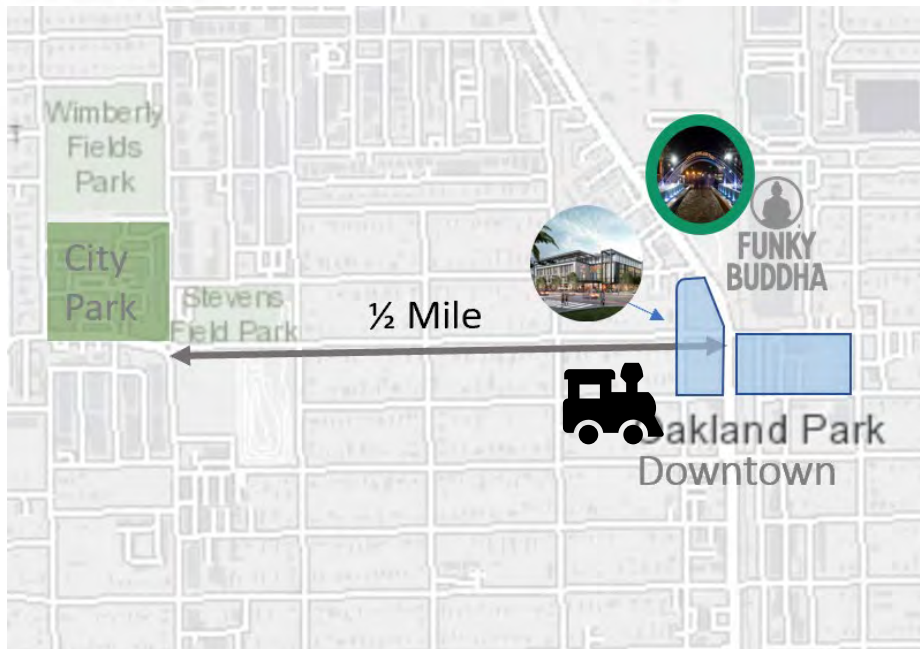 Wimberly
Fields
Park
City
Park
Stevens
Field Park
½ Mile
FUNKY
BUDDHA
Oakland Park
Downtown